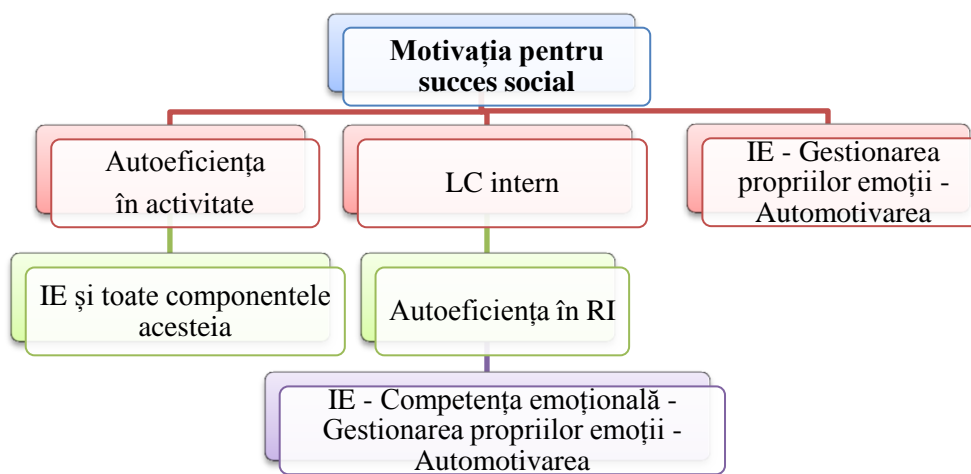 Motivația pentru
succes social
Autoeficiența
în activitate
LC intern
IE - Gestionarea
propriilor emoții -
Automotivarea
IE și toate componentele
acesteia
Autoeficiența în RI
IE - Competența emoțională -
Gestionarea propriilor emoții -
Automotivarea